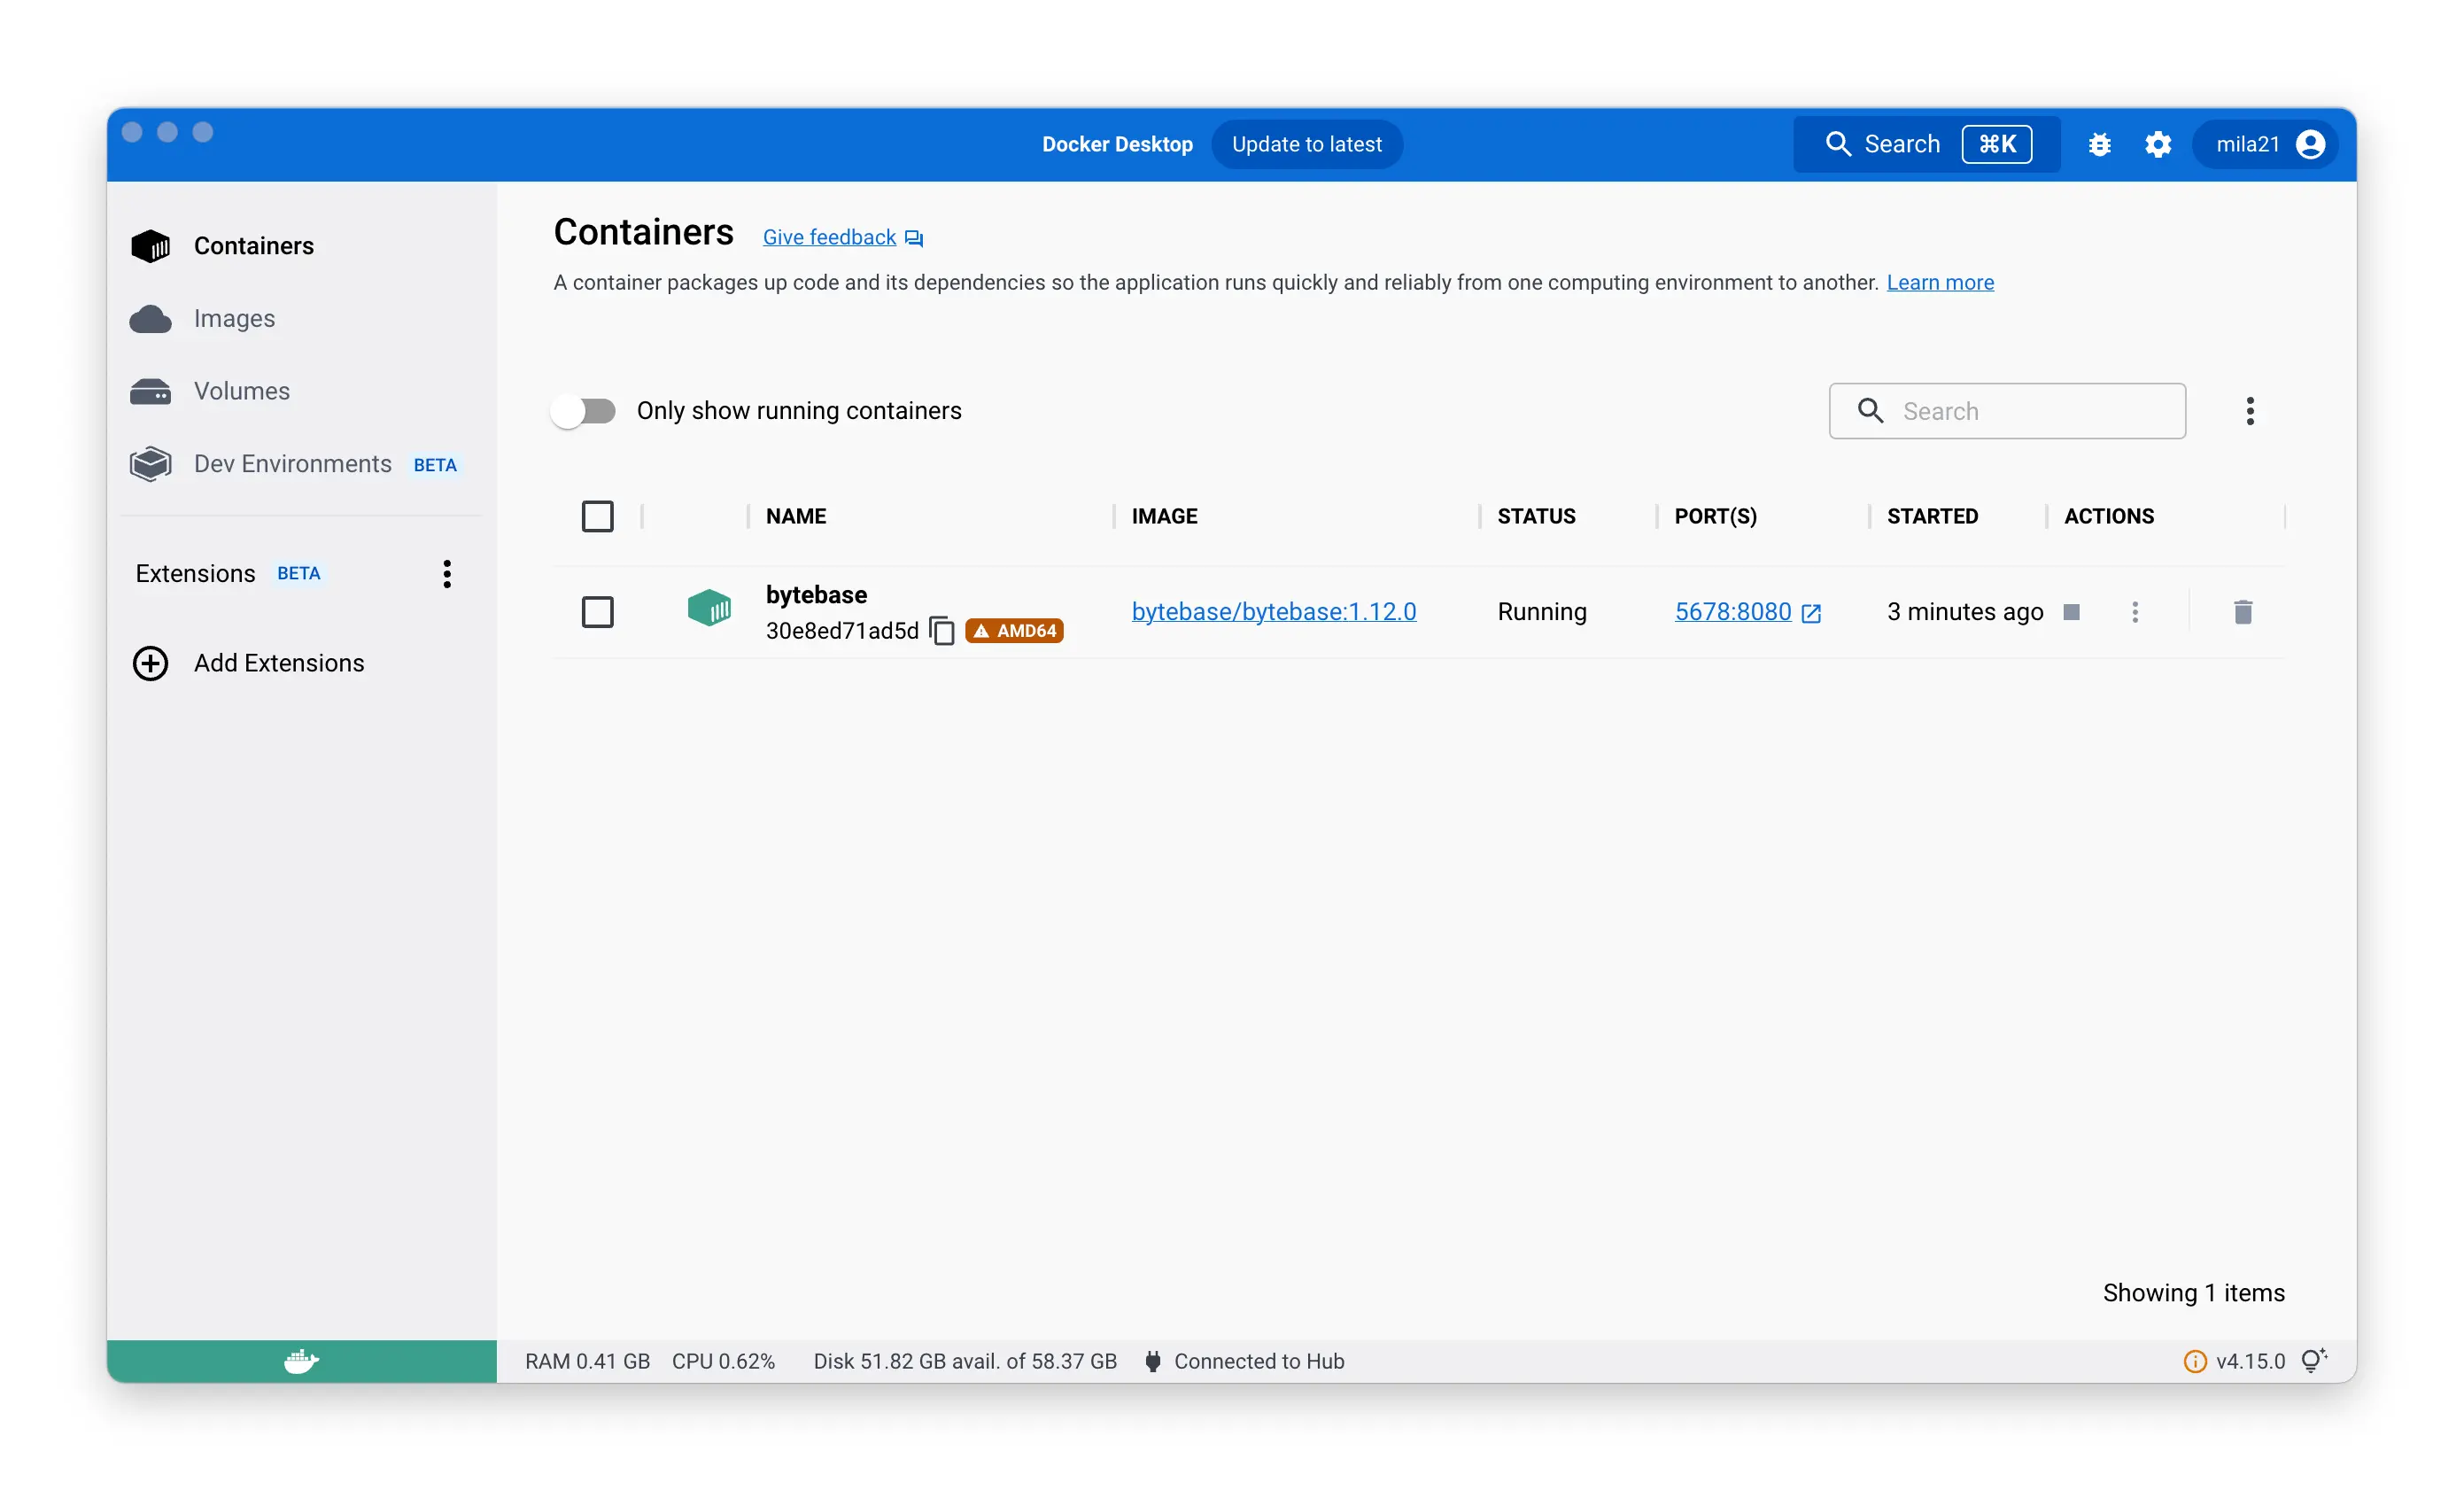 Docker Desktop Update to latest Search ⌘K mila21
Containers
Images
Volumes
Dev Environments BETA
Extensions BETA
Add Extensions
Containers Give feedback
A container packages up code and its dependencies so the application runs quickly and reliably from one computing environment to another. Learn more
Only show running containers Search
NAME IMAGE STATUS PORT(S) STARTED ACTIONS
bytebase
30e8ed71ad5d AMD64 bytebase/bytebase:1.12.0 Running 5678:8080 3 minutes ago
Showing 1 items
RAM 0.41 GB CPU 0.62% Disk 51.82 GB avail. of 58.37 GB Connected to Hub v4.15.0